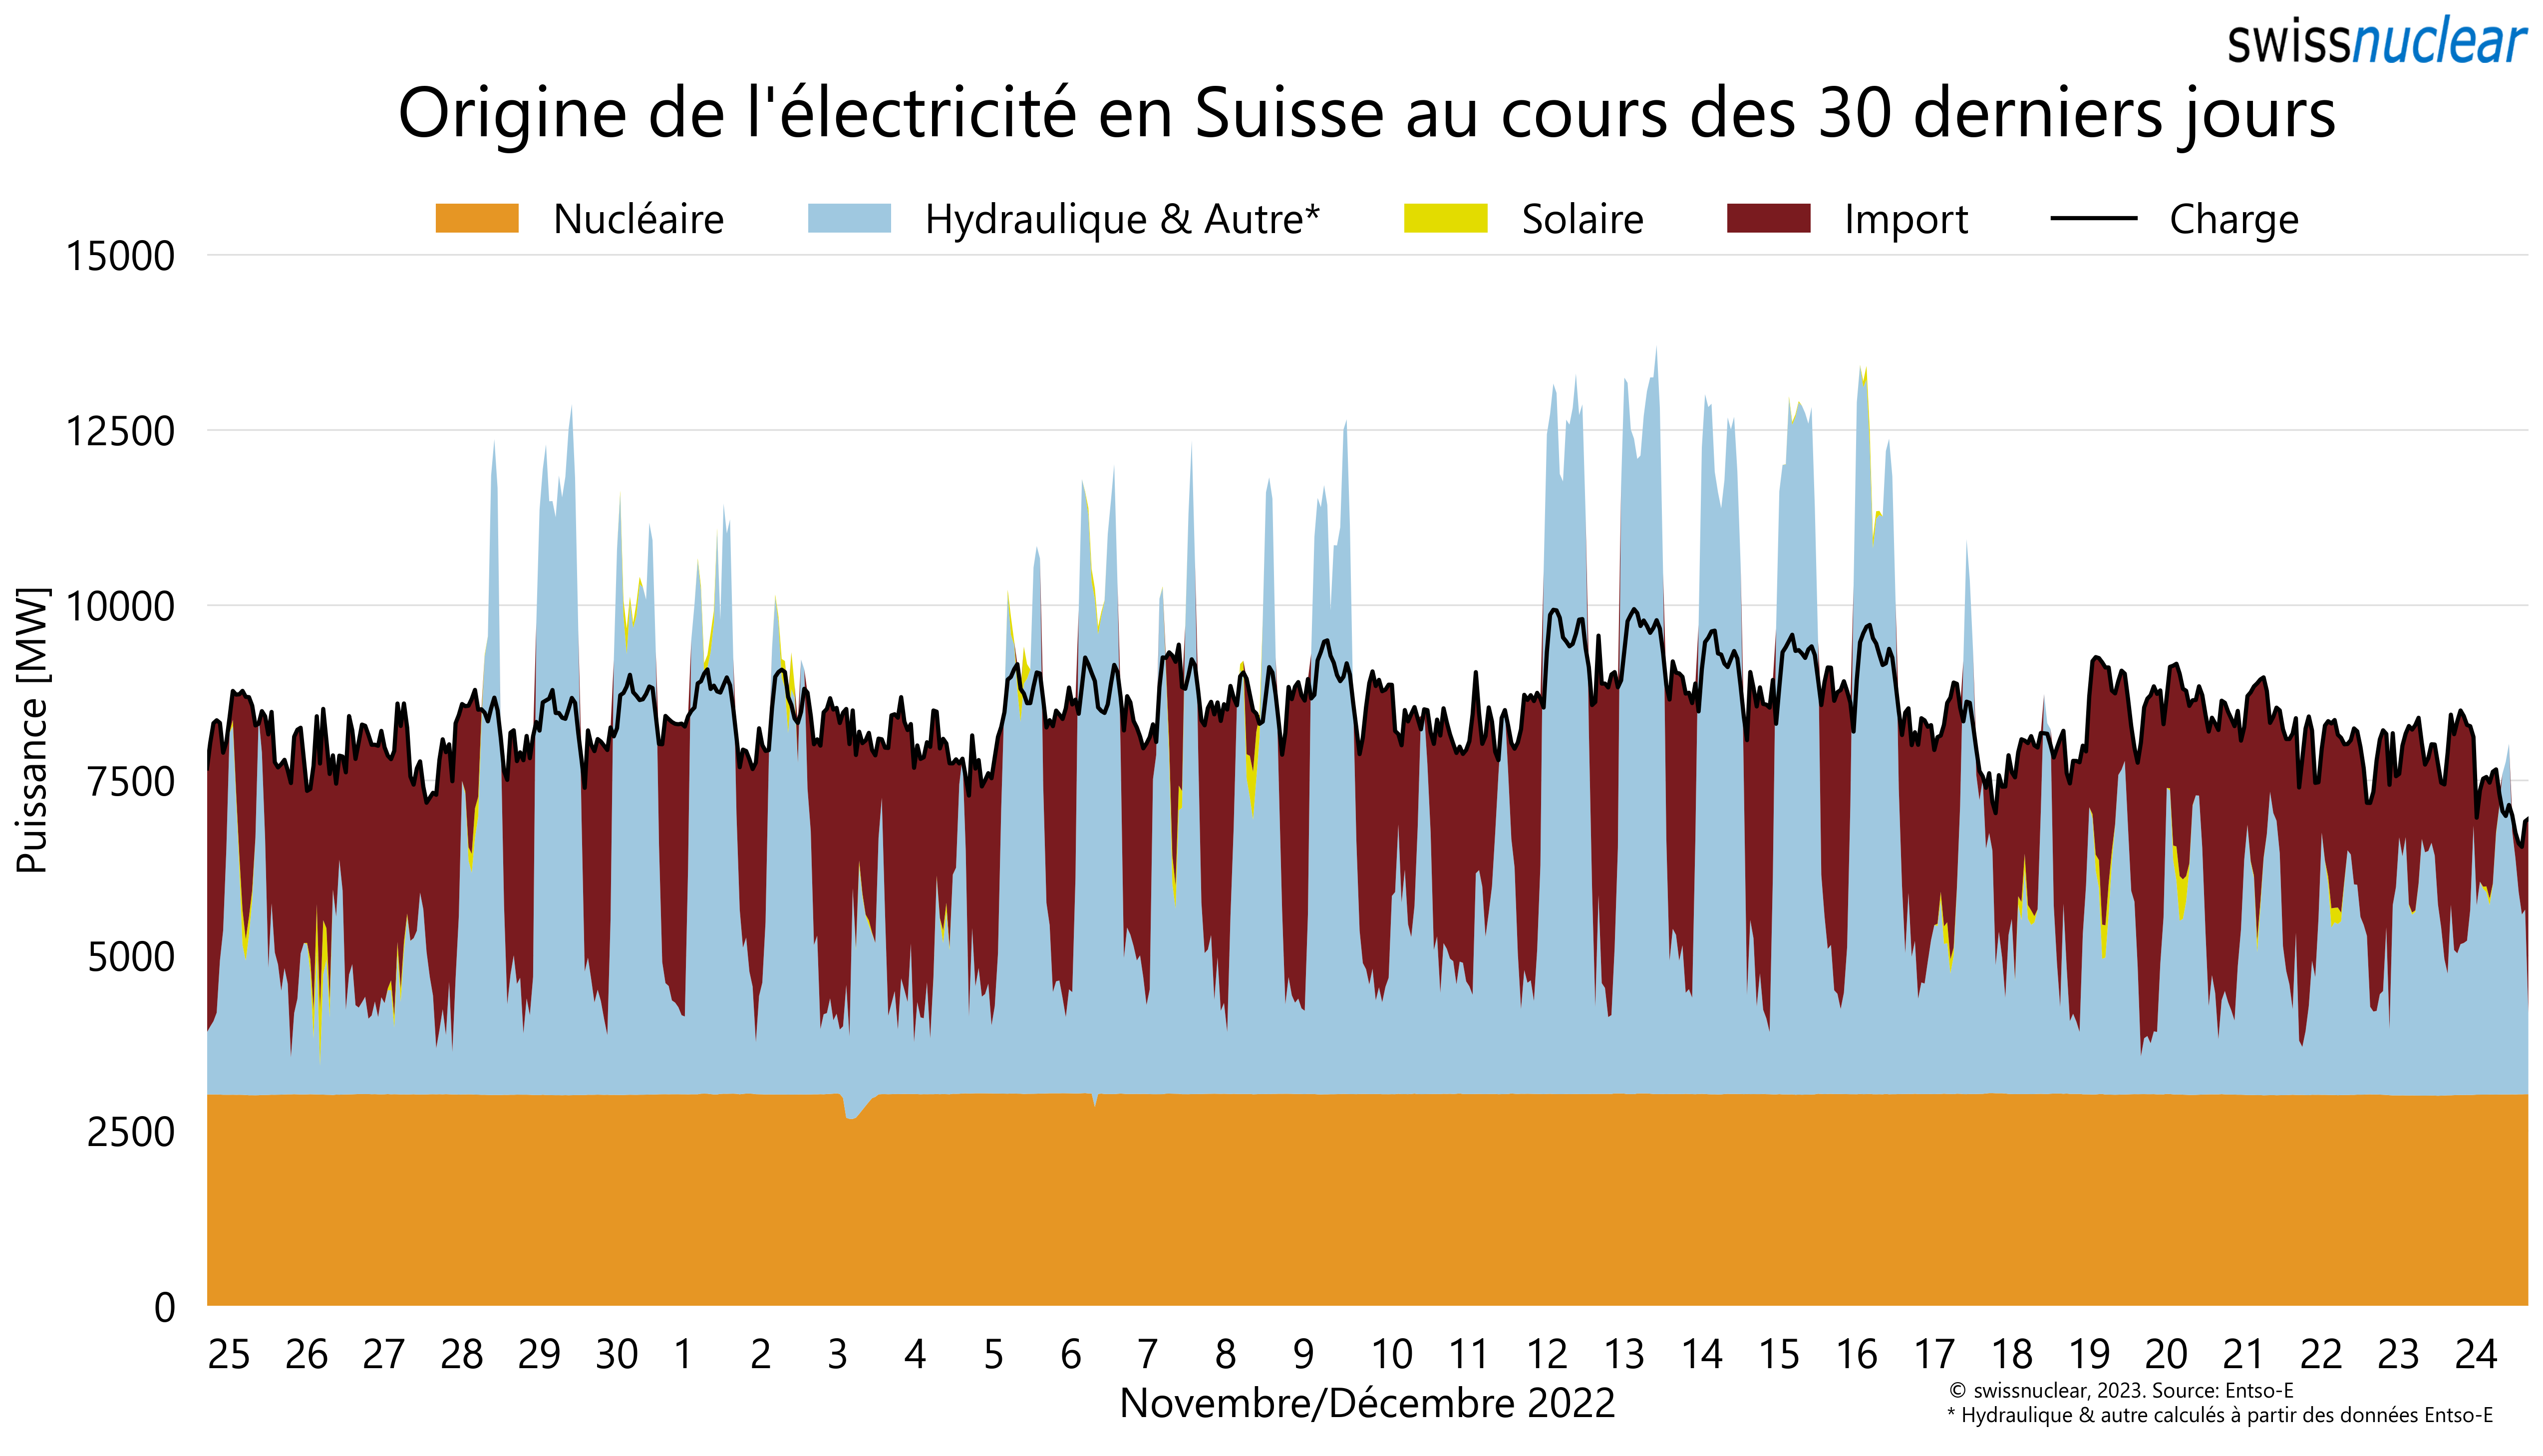 swissnuclear
Origine de l'électricité en Suisse au cours des 30 derniers jours
Nucléaire Hydraulique & Autre* Solaire Import Charge
Puissance [MW]
15000
12500
10000
7500
5000
2500
0
25 26 27 28 29 30 1 2 3 4 5 6 7 8 9 10 11 12 13 14 15 16 17 18 19 20 21 22 23 24
Novembre/Décembre 2022
© swissnuclear, 2023. Source: Entso-E
* Hydraulique & autre calculés à partir des données Entso-E